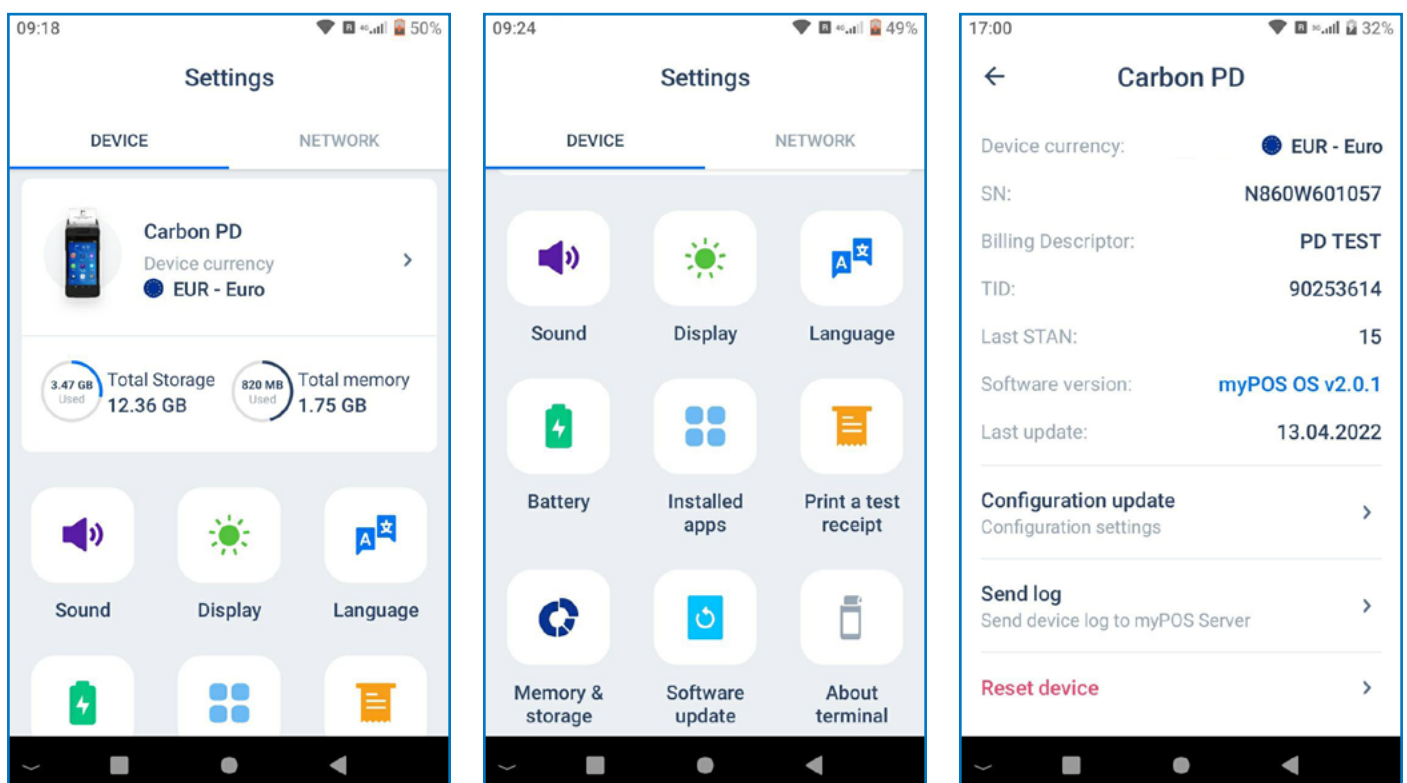 09:18
R 4G 50%
Settings
DEVICE NETWORK
Carbon PD
Device currency
EUR - Euro
3.47 GB Used
Total Storage
12.36 GB
820 MB Used
Total memory
1.75 GB
Sound Display Language
09:24
R 4G 49%
Settings
DEVICE NETWORK
Sound Display Language
Battery
Installed apps
Print a test receipt
Memory & storage
Software update
About terminal
17:00
R 3G 32%
Carbon PD
Device currency: EUR - Euro
SN: N860W601057
Billing Descriptor: PD TEST
TID: 90253614
Last STAN: 15
Software version: myPOS OS v2.0.1
Last update: 13.04.2022
Configuration update
Configuration settings
Send log
Send device log to myPOS Server
Reset device